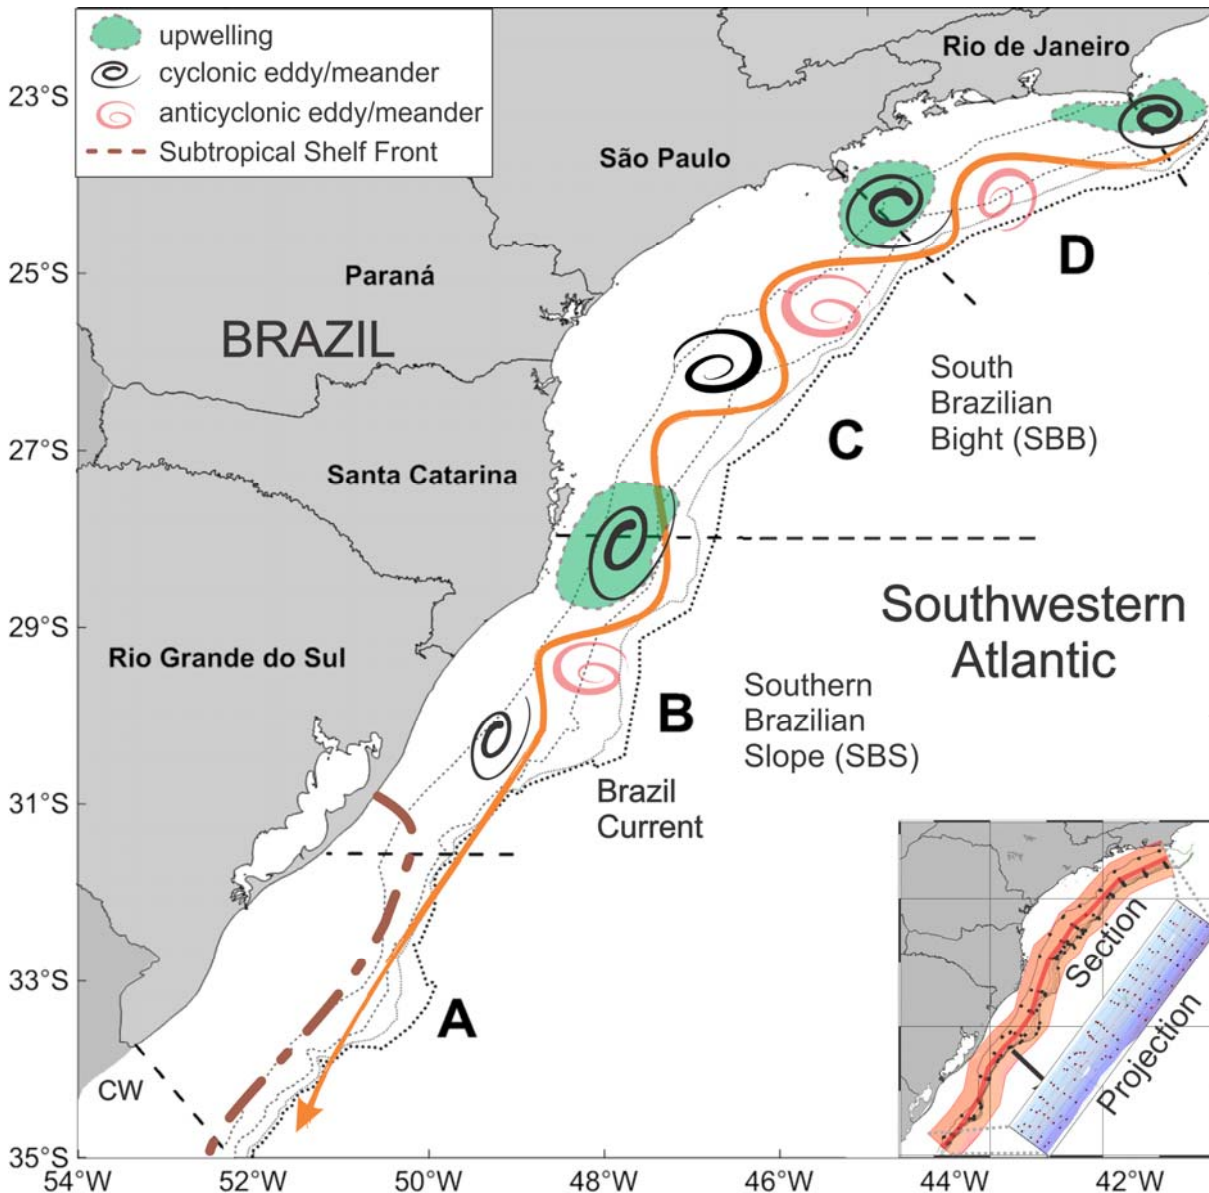 upwelling
cyclonic eddy/meander
anticyclonic eddy/meander
Subtropical Shelf Front
Rio de Janeiro
23°S
São Paulo
D
25°S
Paraná
BRAZIL
South
Brazilian
Bight (SBB)
C
27°S
Santa Catarina
Southwestern
Atlantic
29°S
Rio Grande do Sul
Southern
Brazilian
Slope (SBS)
B
Brazil
Current
31°S
Section
Projection
33°S
A
CW
35°S
54°W
52°W
50°W
48°W
46°W
44°W
42°W